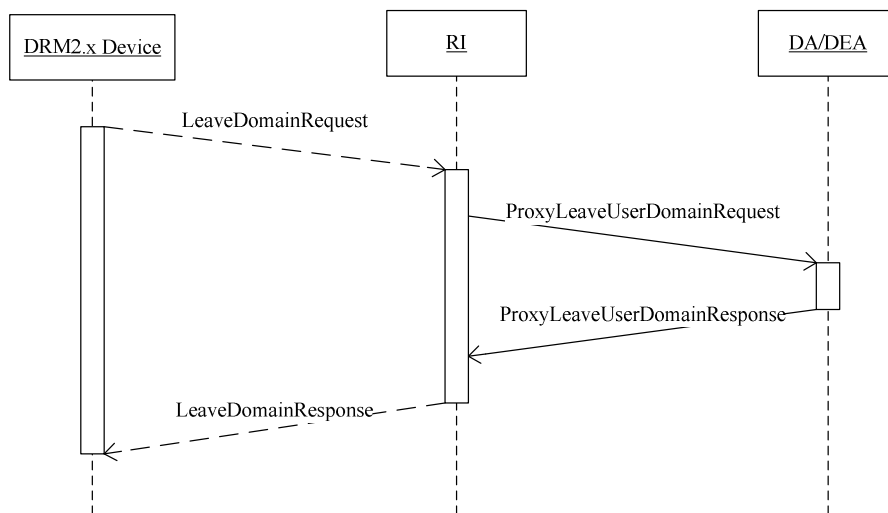 DRM2.x Device
RI
DA/DEA
LeaveDomainRequest
ProxyLeaveUserDomainRequest
ProxyLeaveUserDomainResponse
LeaveDomainResponse